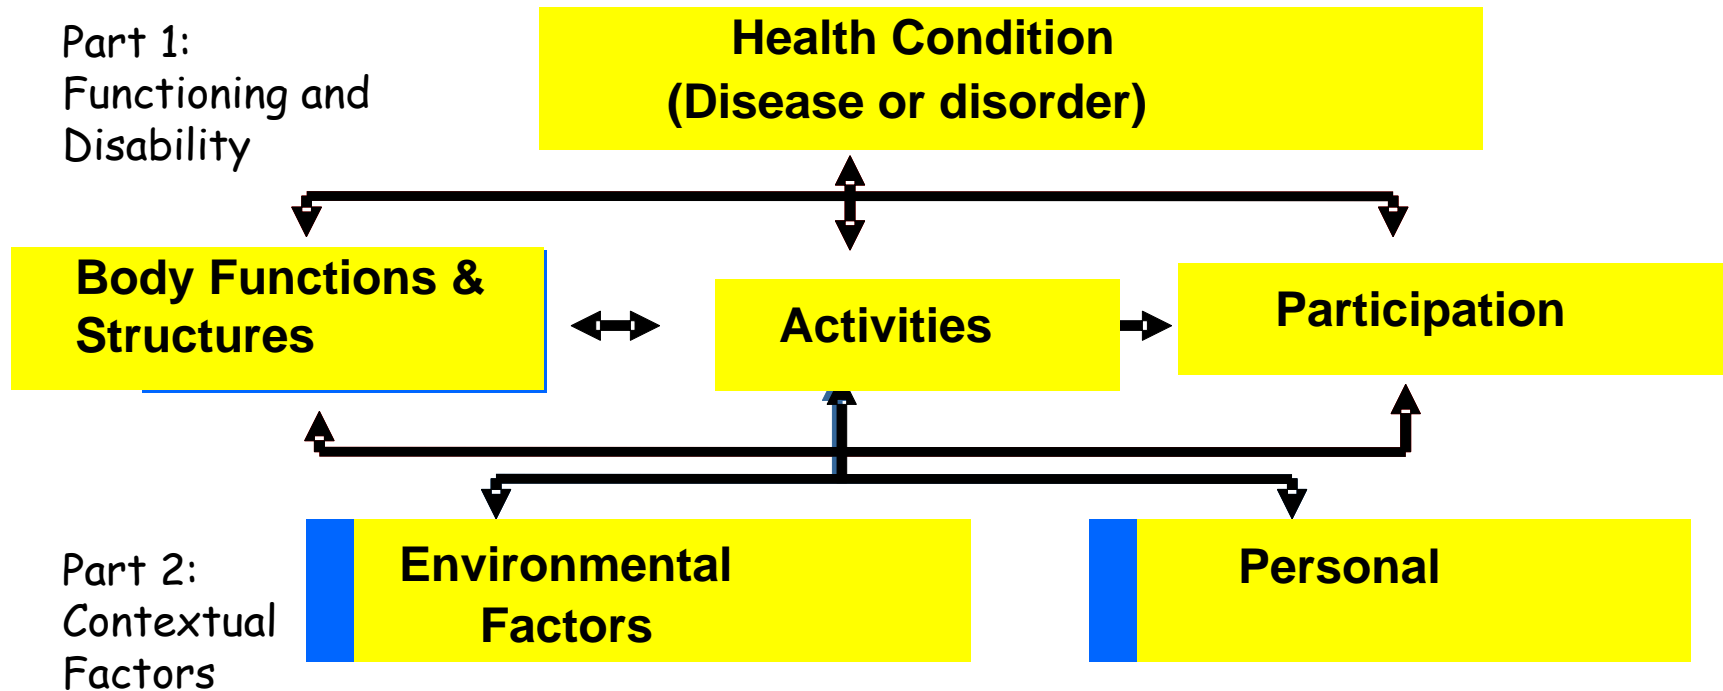 Part 1:
Functioning and
Disability
Health Condition
(Disease or disorder)
Body Functions &
Structures
Activities
Participation
Part 2:
Contextual
Factors
Environmental
Factors
Personal